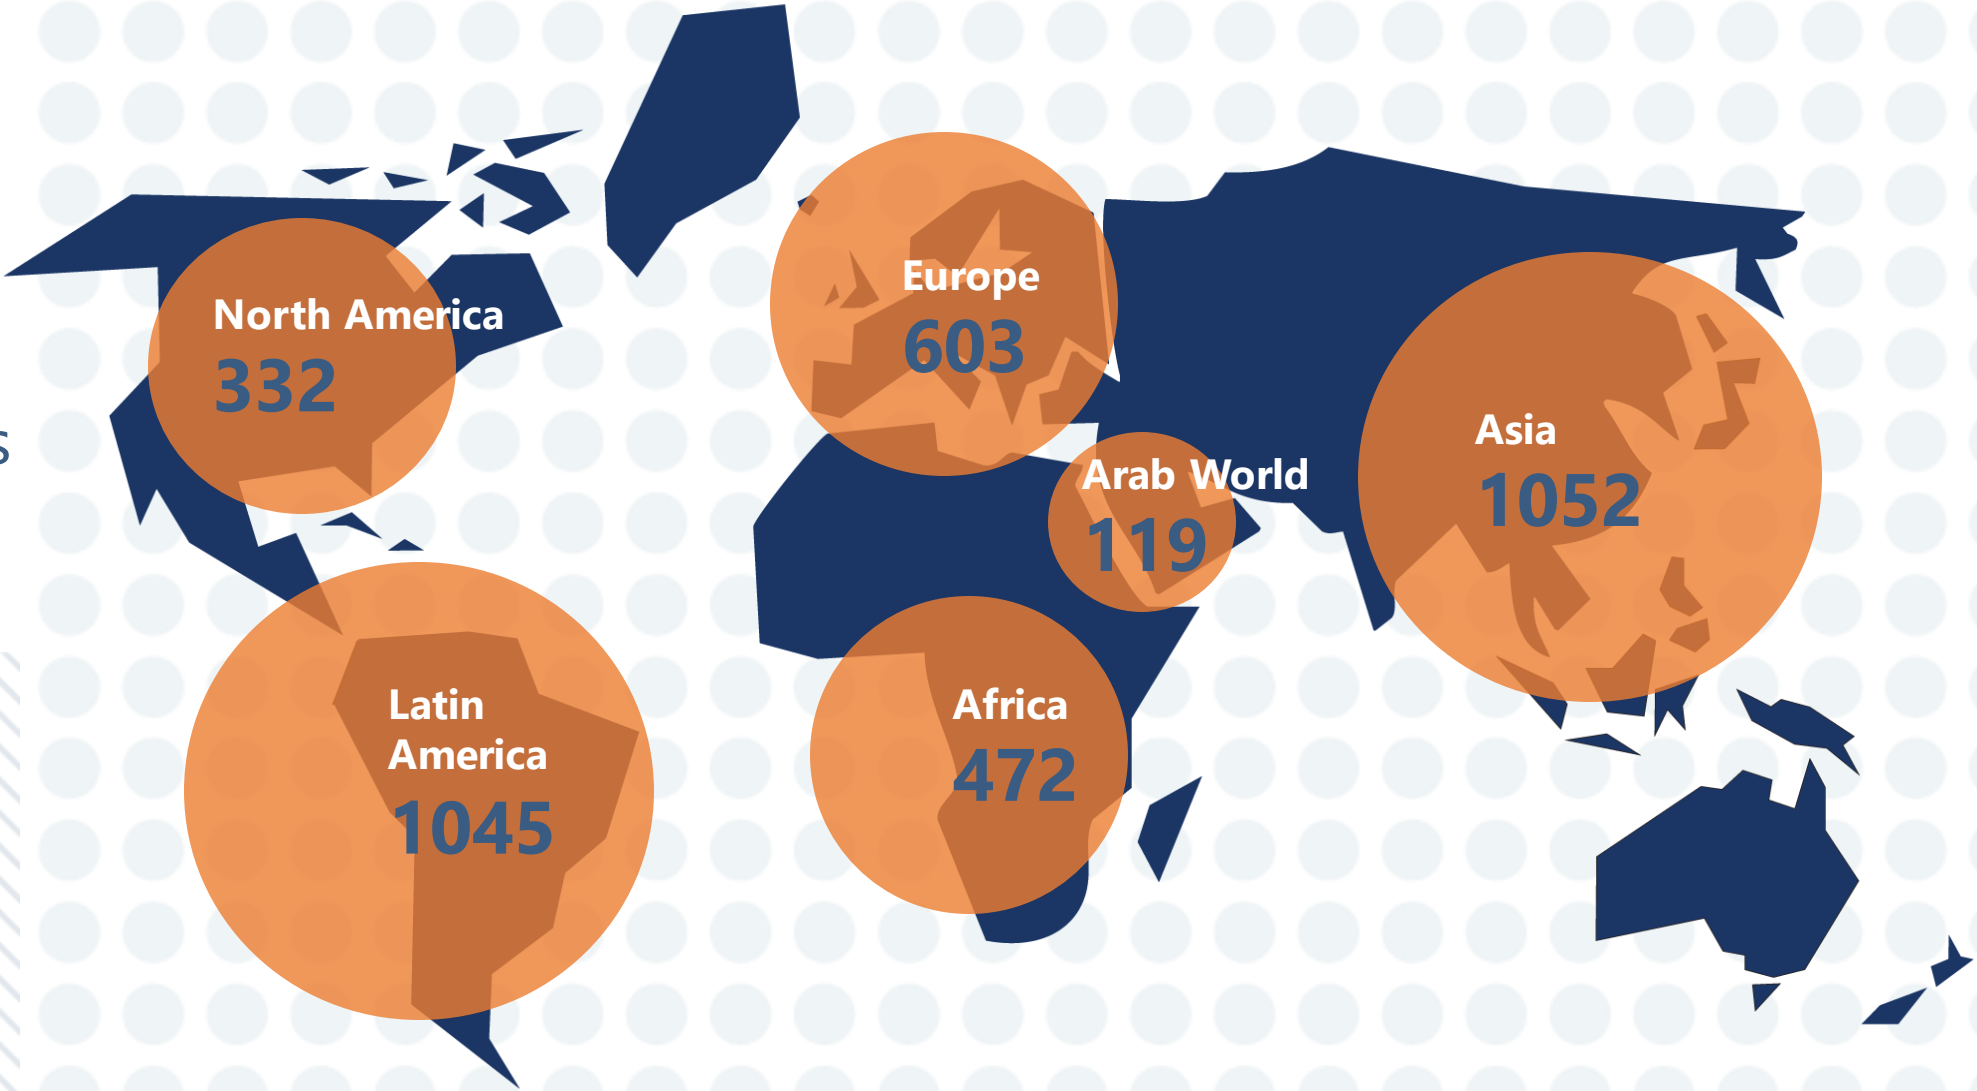 Europe
603
North America
332
s
Asia
1052
Arab World
119
Latin
America
1045
Africa
472